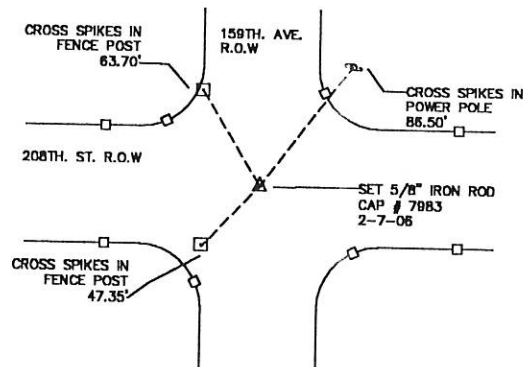 CROSS SPIKES IN
FENCE POST
63.70'
159TH. AVE.
R.O.W
CROSS SPIKES IN
POWER POLE
86.50'
208TH. ST. R.O.W
SET 5/8" IRON ROD
CAP # 7983
2-7-06
CROSS SPIKES IN
FENCE POST
47.35'